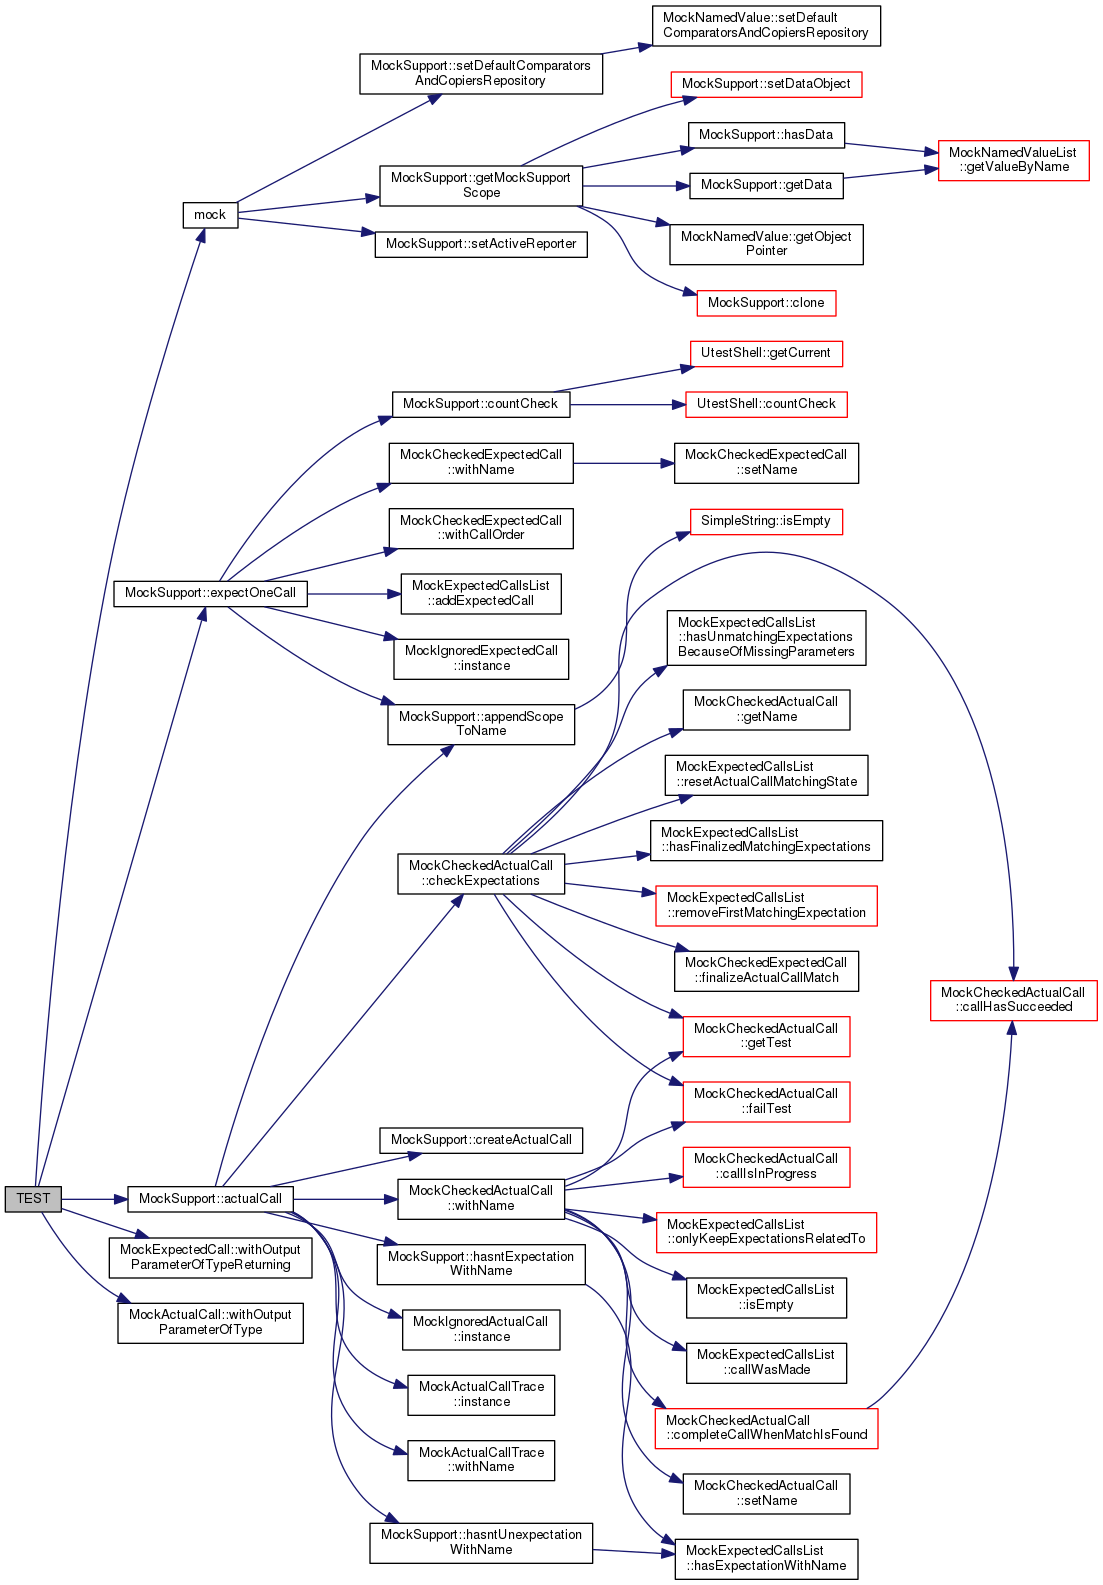 MockNamedValue::setDefault
ComparatorsAndCopiersRepository
MockSupport::setDefaultComparators
AndCopiersRepository
MockSupport::setDataObject
MockSupport::hasData
MockNamedValueList
::getValueByName
MockSupport::getMockSupport
Scope
MockSupport::getData
mock
MockSupport::setActiveReporter
MockNamedValue::getObject
Pointer
MockSupport::clone
UtestShell::getCurrent
MockSupport::countCheck
UtestShell::countCheck
MockCheckedExpectedCall
::withName
MockCheckedExpectedCall
::setName
MockCheckedExpectedCall
::withCallOrder
SimpleString::isEmpty
MockSupport::expectOneCall
MockExpectedCallsList
::addExpectedCall
MockIgnoredExpectedCall
::instance
MockExpectedCallsList
::hasUnmatchingExpectations
BecauseOfMissingParameters
MockSupport::appendScope
ToName
MockCheckedActualCall
::getName
MockExpectedCallsList
::resetActualCallMatchingState
MockCheckedActualCall
::checkExpectations
MockExpectedCallsList
::hasFinalizedMatchingExpectations
MockExpectedCallsList
::removeFirstMatchingExpectation
MockCheckedExpectedCall
::finalizeActualCallMatch
MockCheckedActualCall
::callHasSucceeded
MockCheckedActualCall
::getTest
MockCheckedActualCall
::failTest
MockSupport::createActualCall
MockCheckedActualCall
::callIsInProgress
TEST
MockSupport::actualCall
MockCheckedActualCall
::withName
MockExpectedCallsList
::onlyKeepExpectationsRelatedTo
MockExpectedCall::withOutput
ParameterOfTypeReturning
MockSupport::hasntExpectation
WithName
MockExpectedCallsList
::isEmpty
MockActualCall::withOutput
ParameterOfType
MockIgnoredActualCall
::instance
MockExpectedCallsList
::callWasMade
MockActualCallTrace
::instance
MockCheckedActualCall
::completeCallWhenMatchIsFound
MockActualCallTrace
::withName
MockCheckedActualCall
::setName
MockSupport::hasntUnexpectation
WithName
MockExpectedCallsList
::hasExpectationWithName